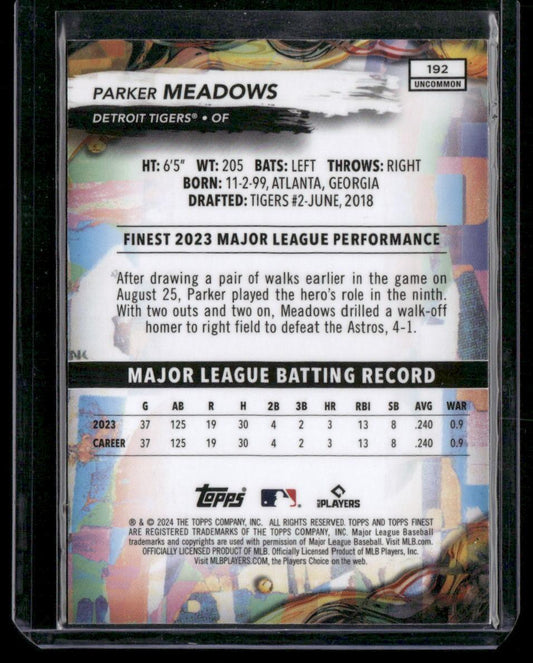 192
UNCOMMON
PARKER MEADOWS
DETROIT TIGERS® • OF
HT: 6'5" WT: 205 BATS: LEFT THROWS: RIGHT
BORN: 11-2-99, ATLANTA, GEORGIA
DRAFTED: TIGERS #2-JUNE, 2018
FINEST 2023 MAJOR LEAGUE PERFORMANCE
After drawing a pair of walks earlier in the game on
August 25, Parker played the hero's role in the ninth.
With two outs and two on, Meadows drilled a walk-off
homer to right field to defeat the Astros, 4-1.
MAJOR LEAGUE BATTING RECORD
G AB R H 2B 3B HR RBI SB AVG WAR
2023 37 125 19 30 4 2 3 13 8 .240 0.9
CAREER 37 125 19 30 4 2 3 13 8 .240 0.9
Topps
PLAYERS
® & © 2024 THE TOPPS COMPANY, INC. ALL RIGHTS RESERVED. TOPPS AND TOPPS FINEST
ARE REGISTERED TRADEMARKS OF THE TOPPS COMPANY, INC. Major League Baseball
trademarks and copyrights are used with permission of Major League Baseball. Visit MLB.com.
OFFICIALLY LICENSED PRODUCT OF MLB. Officially Licensed Product of MLB Players, Inc.
Visit MLBPLAYERS.COM, the Players Choice on the web.